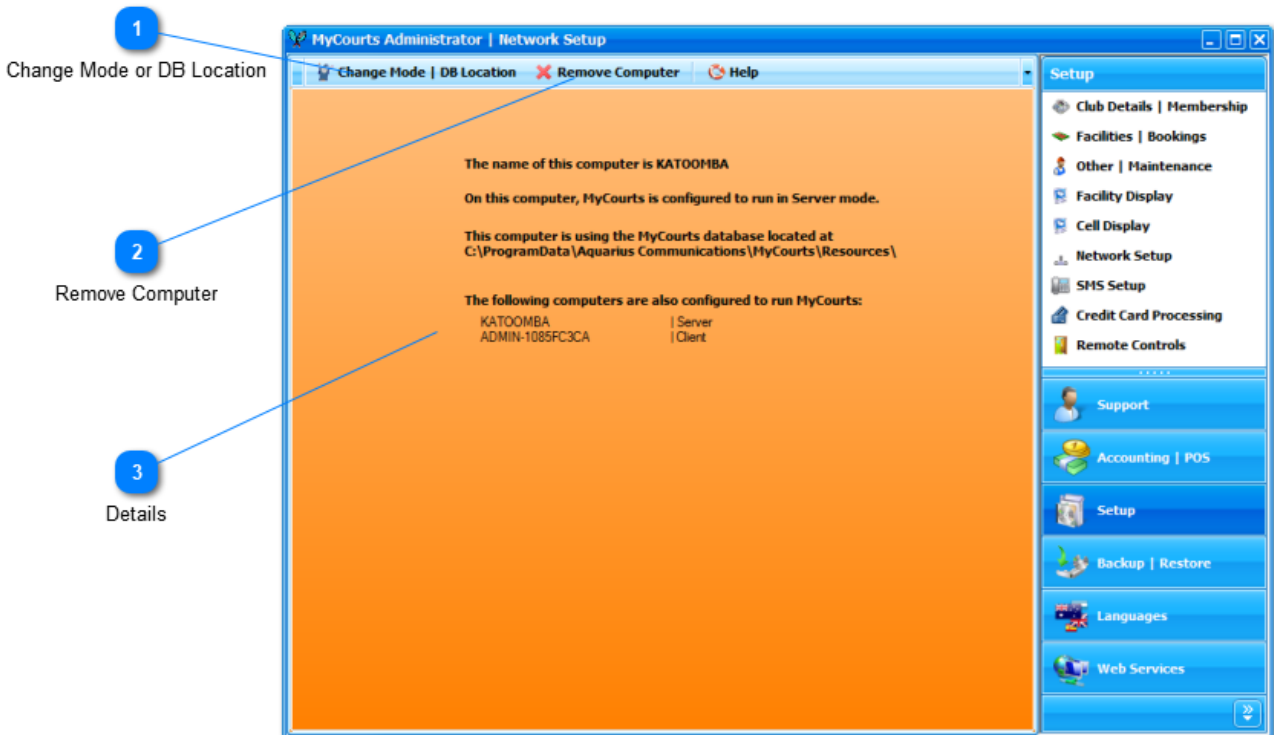 1
Change Mode or DB Location
2
Remove Computer
3
Details
MyCourts Administrator | Network Setup
Change Mode | DB Location Remove Computer Help
The name of this computer is KATOOMBA
On this computer, MyCourts is configured to run in Server mode.
This computer is using the MyCourts database located at
C:\ProgramData\Aquarius Communications\MyCourts\Resources\
The following computers are also configured to run MyCourts:
KATOOMBA | Server
ADMIN-1085FC3CA | Client
Setup
Club Details | Membership
Facilities | Bookings
Other | Maintenance
Facility Display
Cell Display
Network Setup
SMS Setup
Credit Card Processing
Remote Controls
Support
Accounting | POS
Setup
Backup | Restore
Languages
Web Services